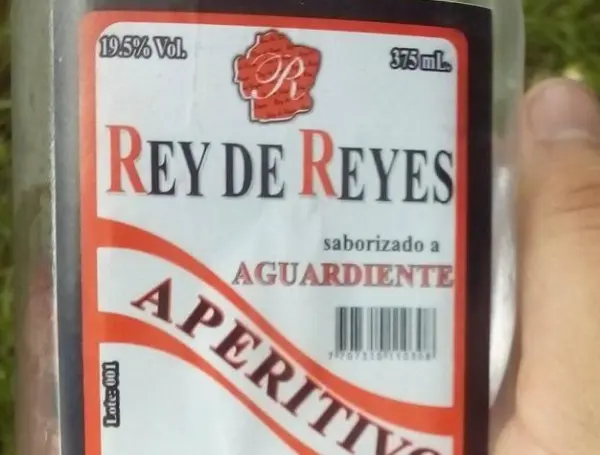 19.5% Vol.
375 mL.
R
REY DE REYES
saborizado a
AGUARDIENTE
APERITIVO
Lote: 001